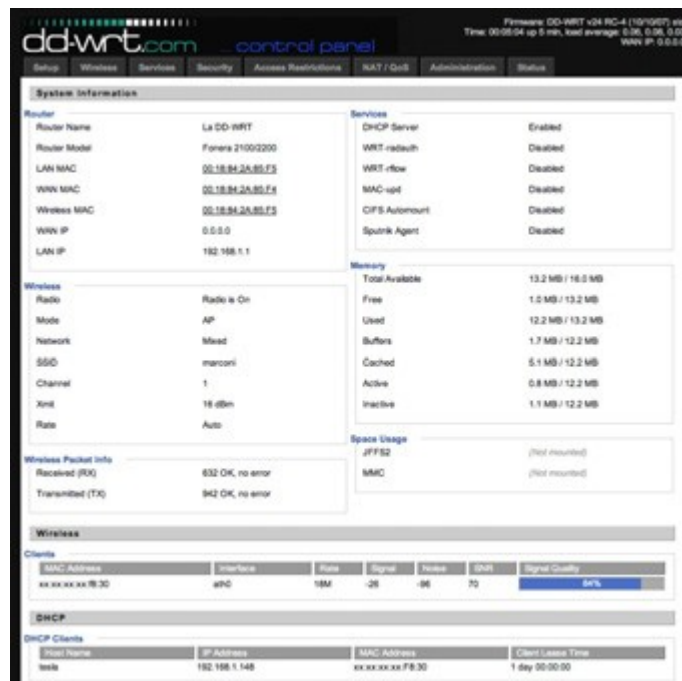 dd-wrt.com ... control panel
Firmware: DD-WRT v24 RC-4 (10/10/07)
Time: 00:05:04 up 5 min, load average: 0.06, 0.06,
WAN IP: 0.0.0
Setup Wireless Services Security Access Restrictions NAT / QoS Administration Status
System Information
Router
Router Name La DD-WRT
Router Model Fonera 2100/2200
LAN MAC 00:18:84:2A:85:F5
WAN MAC 00:18:84:2A:85:F4
Wireless MAC 00:18:84:2A:85:F5
WAN IP 0.0.0.0
LAN IP 192.168.1.1
Wireless
Radio Radio is On
Mode AP
Network Mixed
SSID marconi
Channel 1
Xmit 16 dBm
Rate Auto
Wireless Packet Info
Received (RX) 632 OK, no error
Transmitted (TX) 942 OK, no error
Services
DHCP Server Enabled
WRT-radauth Disabled
WRT-rflow Disabled
MAC-upd Disabled
CIFS Automount Disabled
Sputnik Agent Disabled
Memory
Total Available 13.2 MB / 16.0 MB
Free 1.0 MB / 13.2 MB
Used 12.2 MB / 13.2 MB
Buffers 1.7 MB / 12.2 MB
Cached 5.1 MB / 12.2 MB
Active 0.8 MB / 12.2 MB
Inactive 1.1 MB / 12.2 MB
Space Usage
JFFS2 (Not mounted)
MMC (Not mounted)
Wireless
Clients
MAC Address Interface Rate Signal Noise SNR Signal Quality
xx:xx:xx:xx:f8:30 ath0 18M -26 -96 70 84%
DHCP
DHCP Clients
Host Name IP Address MAC Address Client Lease Time
tesla 192.168.1.148 xx:xx:xx:xx:F8:30 1 day 00:00:00